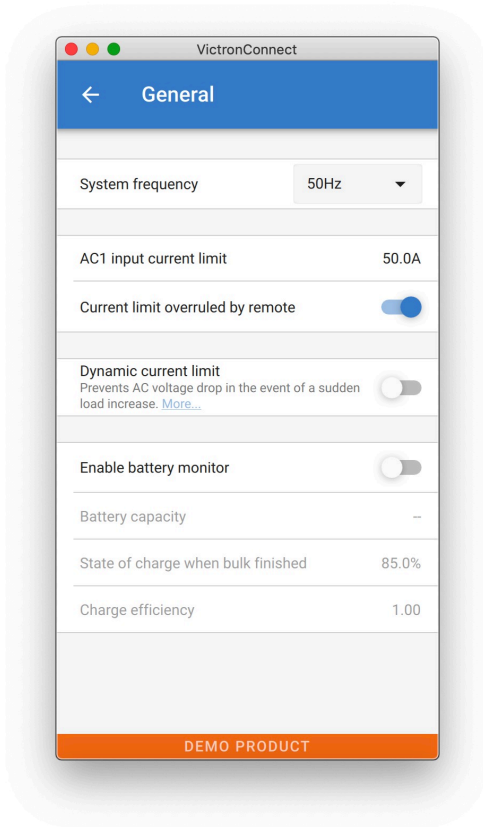 VictronConnect
General
System frequency 50Hz
AC1 input current limit 50.0A
Current limit overruled by remote
Dynamic current limit
Prevents AC voltage drop in the event of a sudden
load increase. More...
Enable battery monitor
Battery capacity --
State of charge when bulk finished 85.0%
Charge efficiency 1.00
DEMO PRODUCT